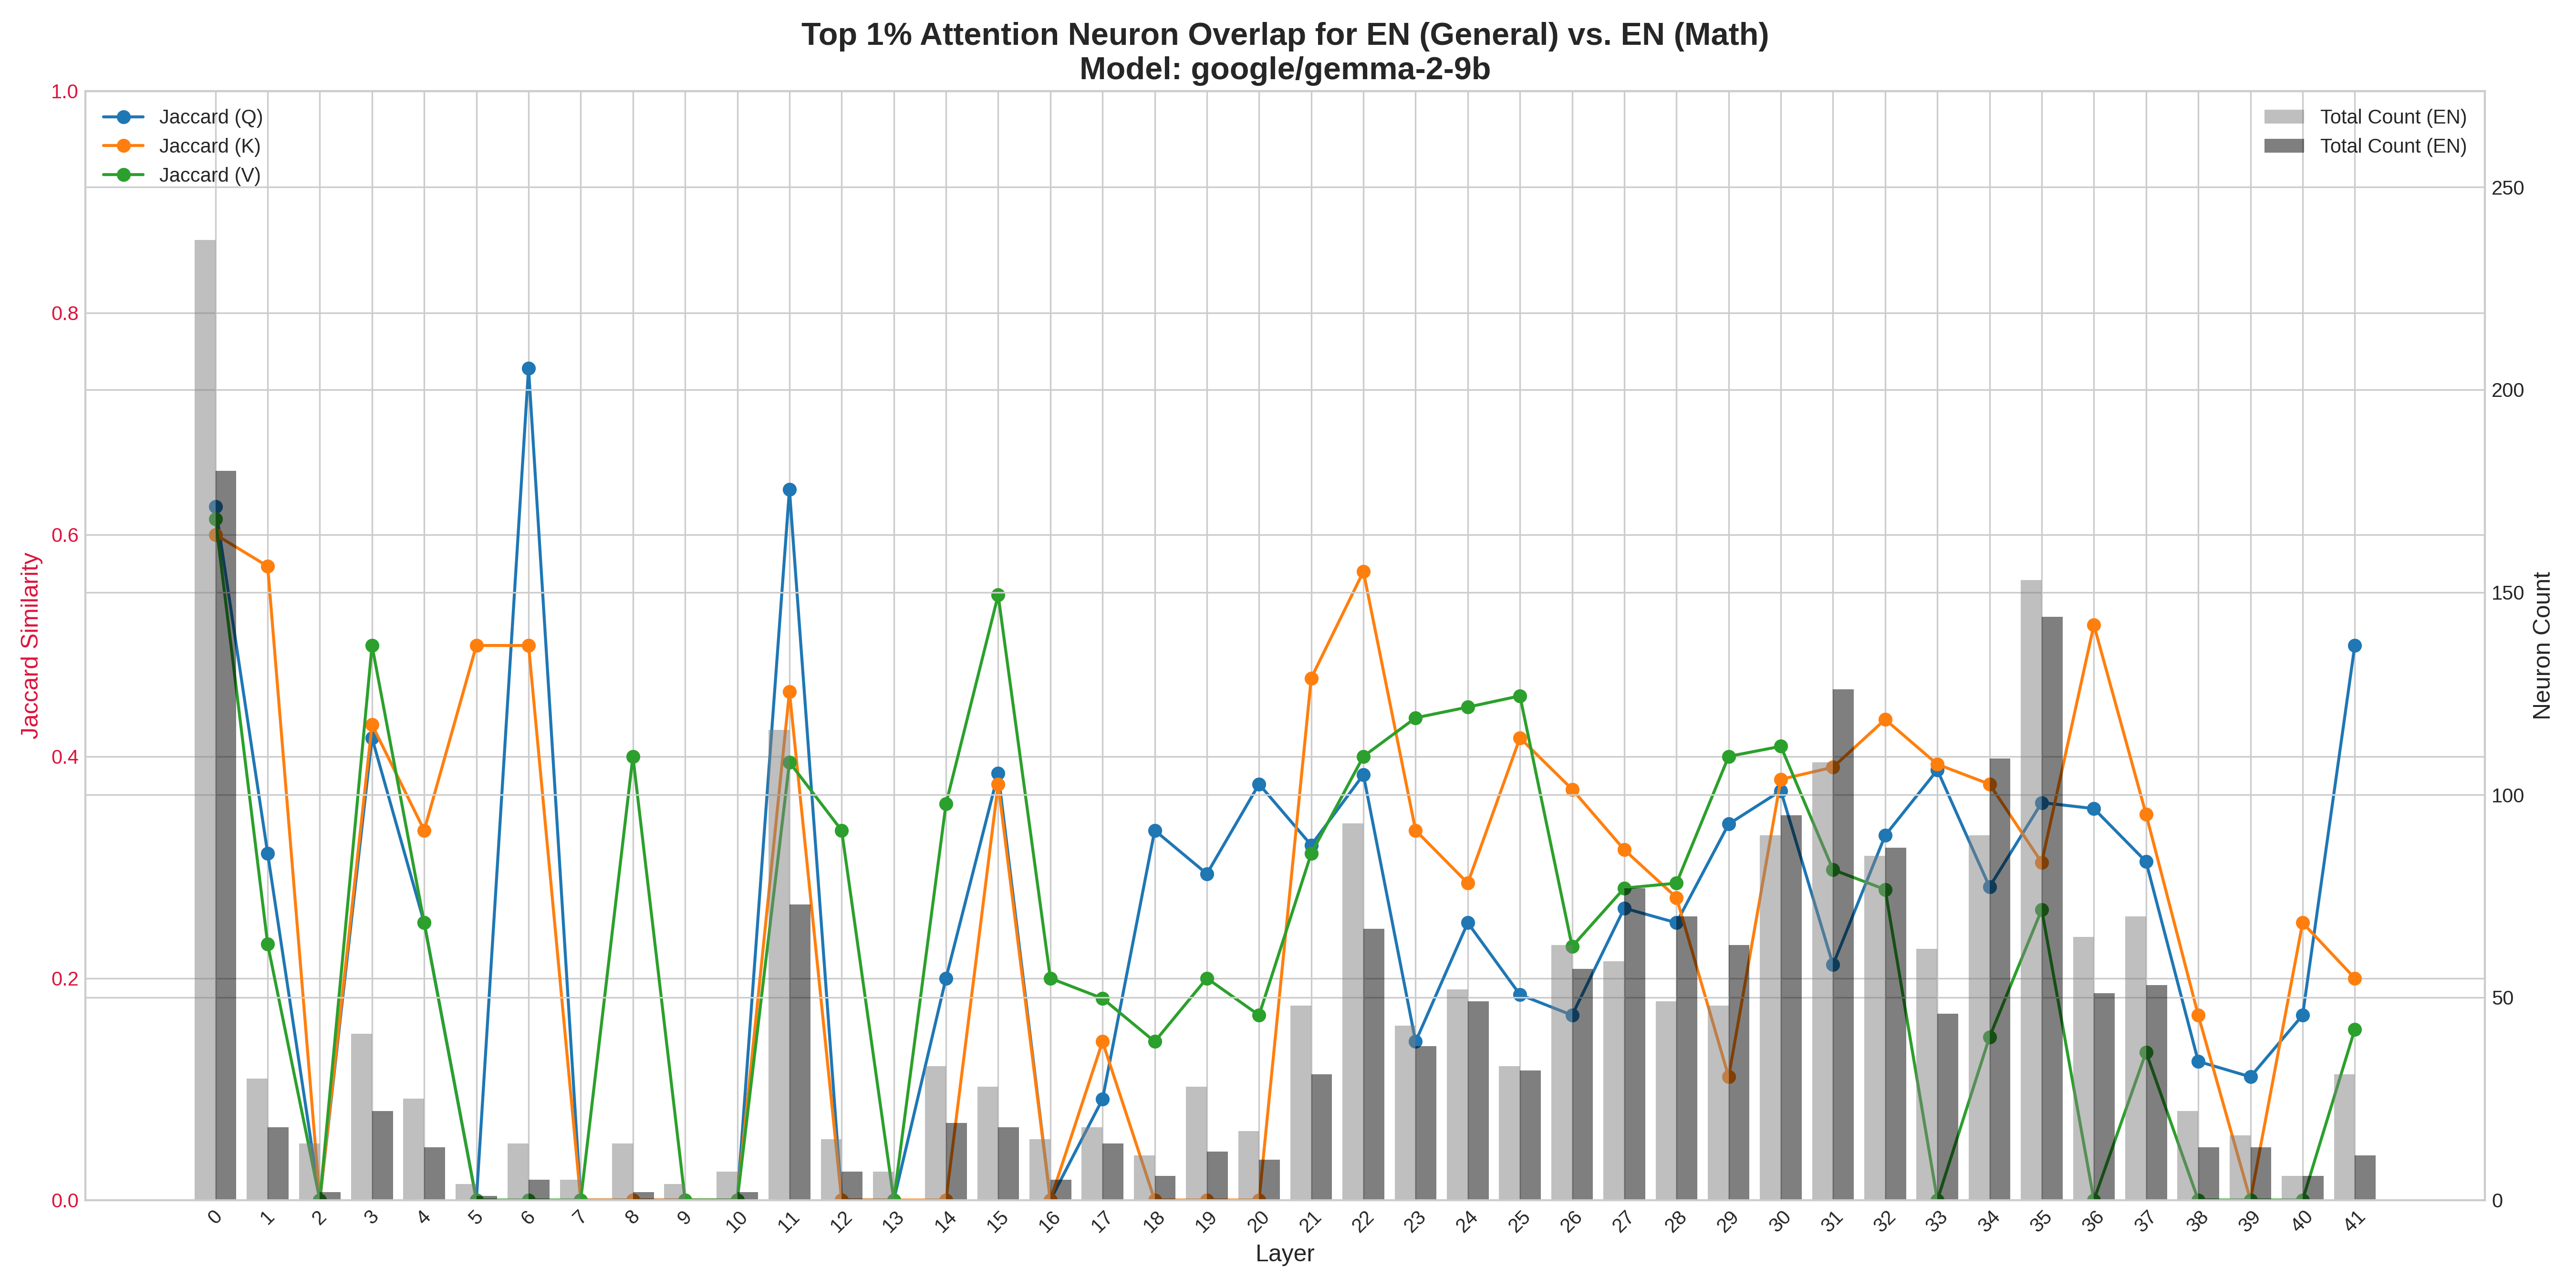 Top 1% Attention Neuron Overlap for EN (General) vs. EN (Math)
Model: google/gemma-2-9b
Jaccard (Q)
Jaccard (K)
Jaccard (V)
Total Count (EN)
Total Count (EN)
Jaccard Similarity
1.0
0.8
0.6
0.4
0.2
0.0
Neuron Count
250
200
150
100
50
0
0 1 2 3 4 5 6 7 8 9 10 11 12 13 14 15 16 17 18 19 20 21 22 23 24 25 26 27 28 29 30 31 32 33 34 35 36 37 38 39 40 41
Layer